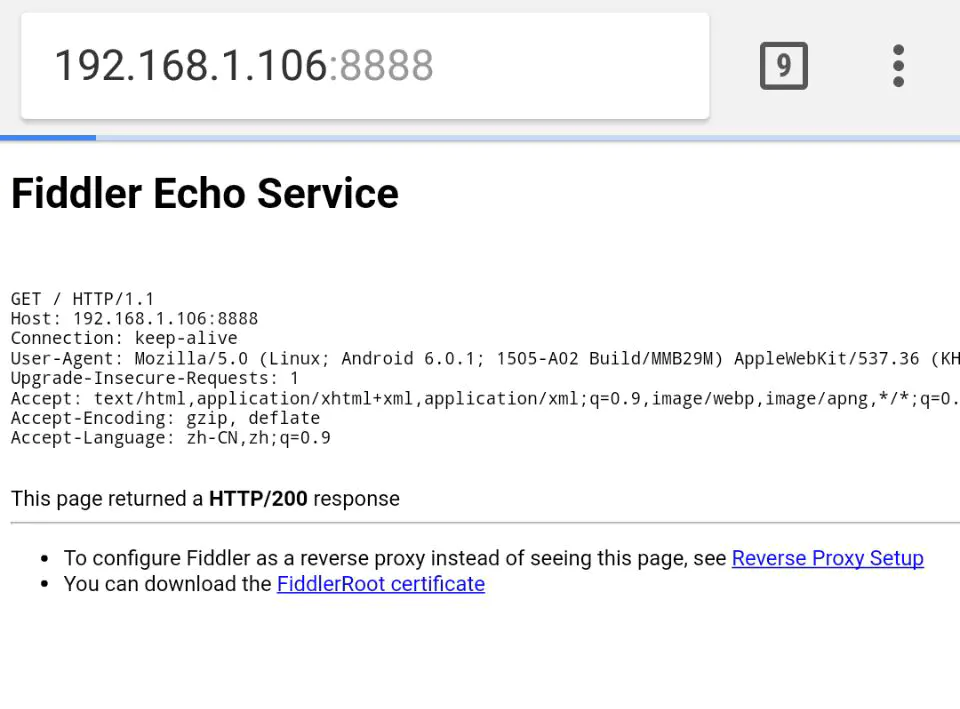 192.168.1.106:8888
9
Fiddler Echo Service
GET / HTTP/1.1
Host: 192.168.1.106:8888
Connection: keep-alive
User-Agent: Mozilla/5.0 (Linux; Android 6.0.1; 1505-A02 Build/MMB29M) AppleWebKit/537.36 (KH
Upgrade-Insecure-Requests: 1
Accept: text/html,application/xhtml+xml,application/xml;q=0.9,image/webp,image/apng,*/*;q=0.
Accept-Encoding: gzip, deflate
Accept-Language: zh-CN,zh;q=0.9
This page returned a HTTP/200 response
• To configure Fiddler as a reverse proxy instead of seeing this page, see Reverse Proxy Setup
• You can download the FiddlerRoot certificate